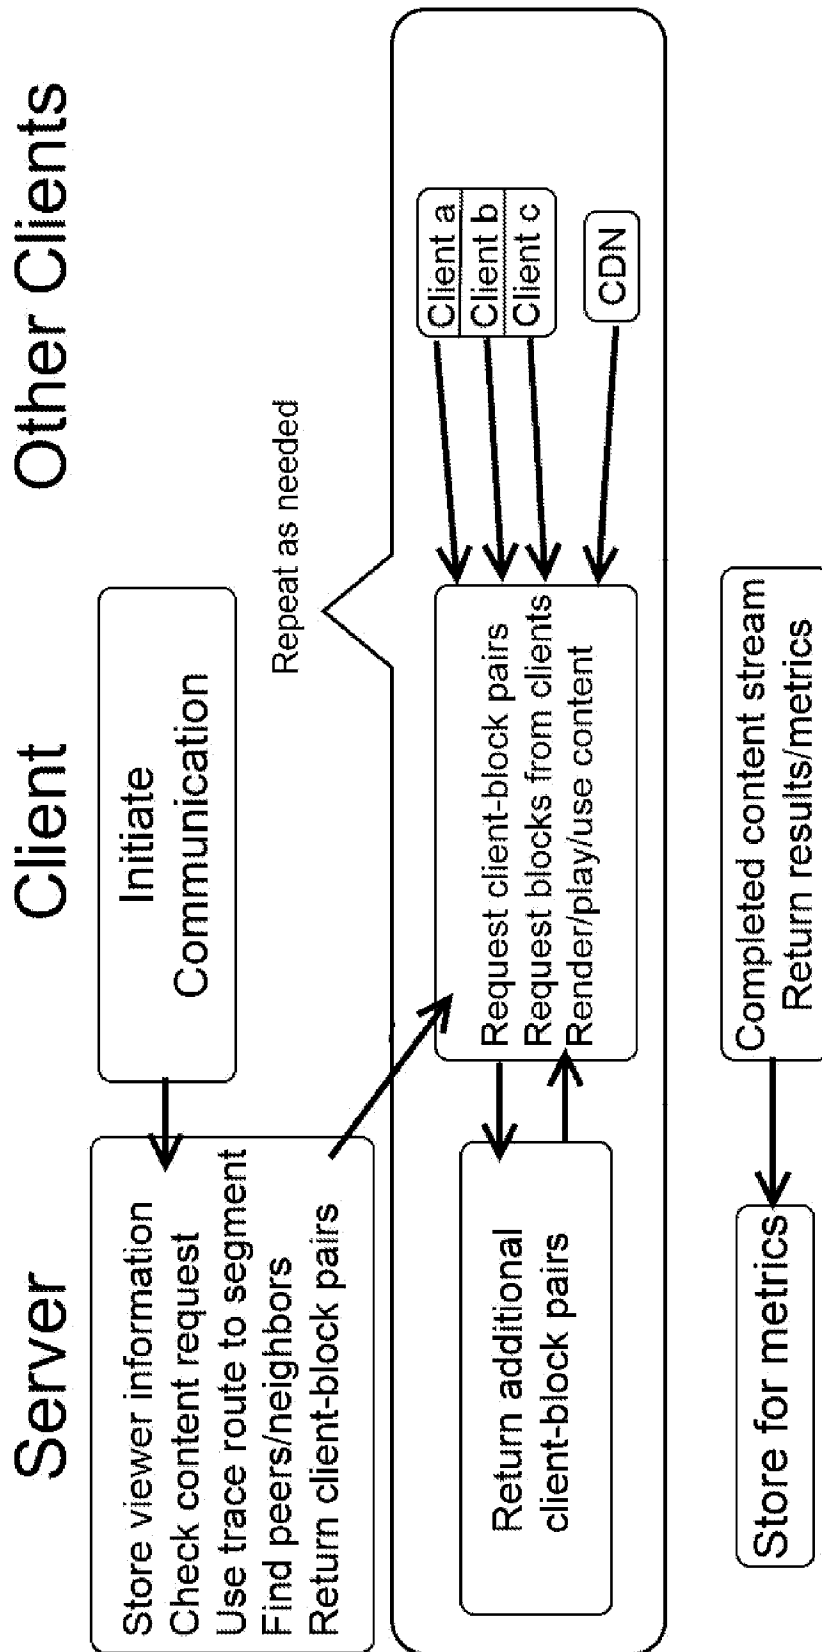 Server
Client
Other Clients
Initiate
Communication
Store viewer information
Check content request
Use trace route to segment
Find peers/neighbors
Return client-block pairs
Repeat as needed
Return additional
client-block pairs
Request client-block pairs
Request blocks from clients
Render/play/use content
Client a
Client b
Client c
CDN
Store for metrics
Completed content stream
Return results/metrics